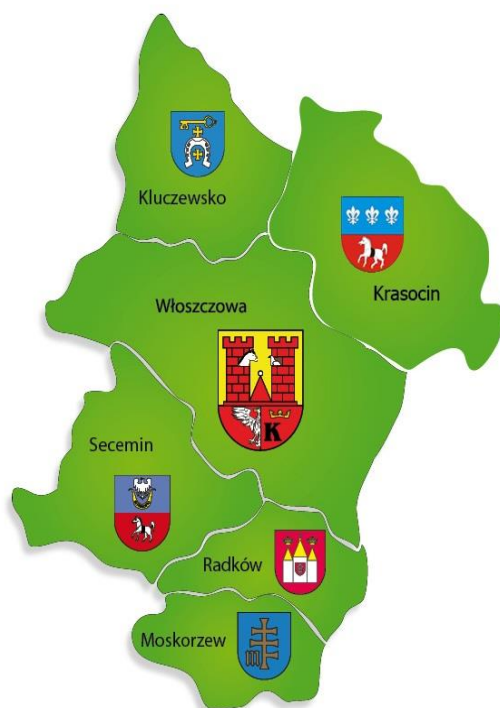 Kluczewsko
Krasocin
Włoszczowa
K
Secemin
Radków
Moskorzew
m